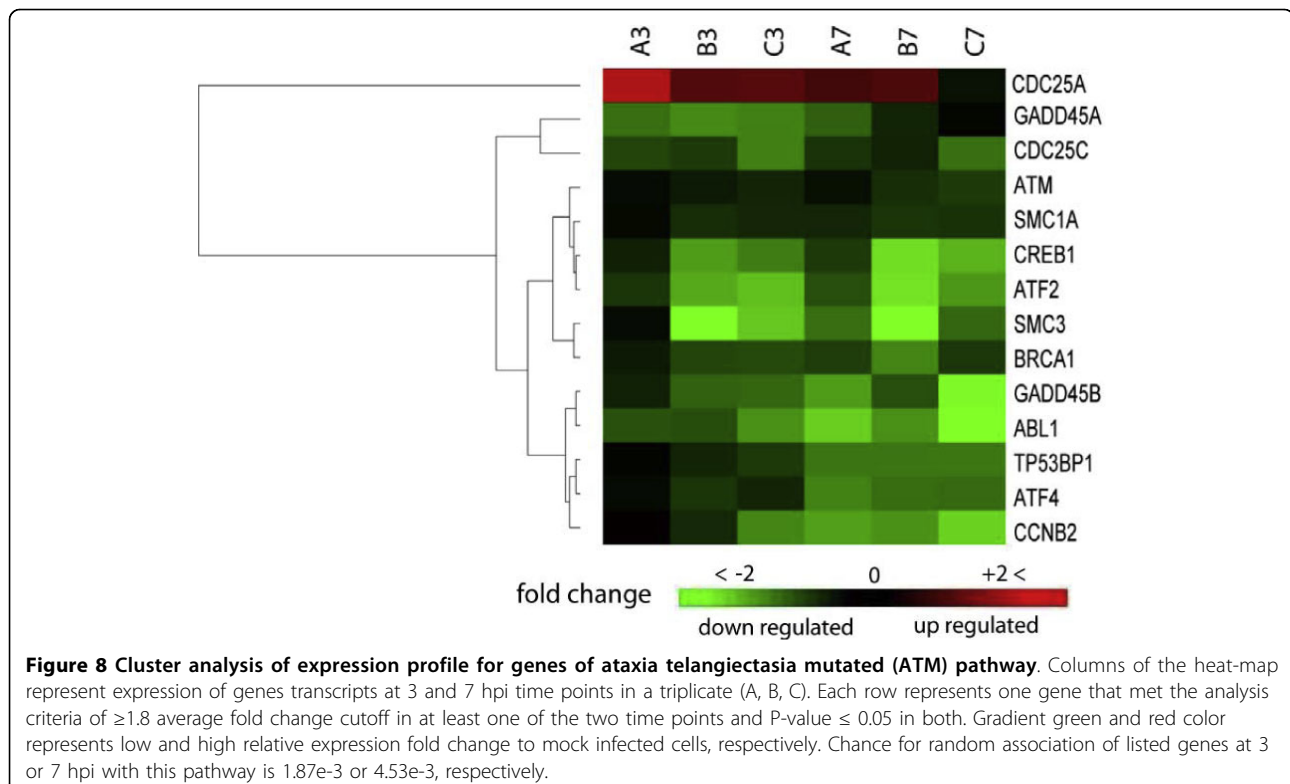 A3 B3 C3 A7 B7 C7
CDC25A
GADD45A
CDC25C
ATM
SMC1A
CREB1
ATF2
SMC3
BRCA1
GADD45B
ABL1
TP53BP1
ATF4
CCNB2
< -2 0 +2 <
fold change
down regulated up regulated
Figure 8 Cluster analysis of expression profile for genes of ataxia telangiectasia mutated (ATM) pathway. Columns of the heat-map
represent expression of genes transcripts at 3 and 7 hpi time points in a triplicate (A, B, C). Each row represents one gene that met the analysis
criteria of ≥1.8 average fold change cutoff in at least one of the two time points and P-value ≤ 0.05 in both. Gradient green and red color
represents low and high relative expression fold change to mock infected cells, respectively. Chance for random association of listed genes at 3
or 7 hpi with this pathway is 1.87e-3 or 4.53e-3, respectively.